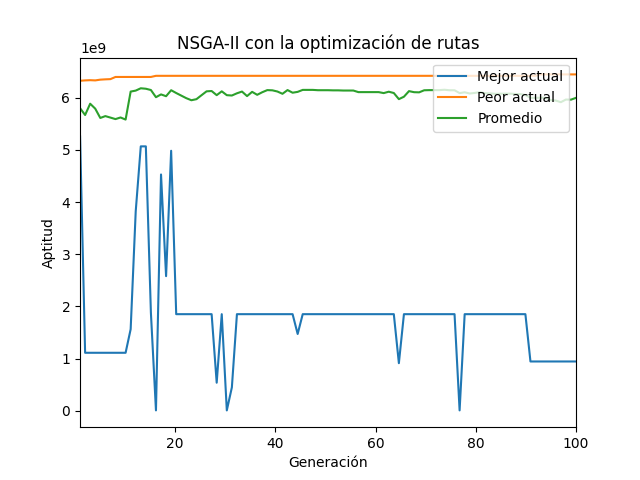 NSGA-II con la optimización de rutas
1e9
Mejor actual
Peor actual
Promedio
6
5
4
3
2
1
0
Aptitud
20
40
60
80
100
Generación